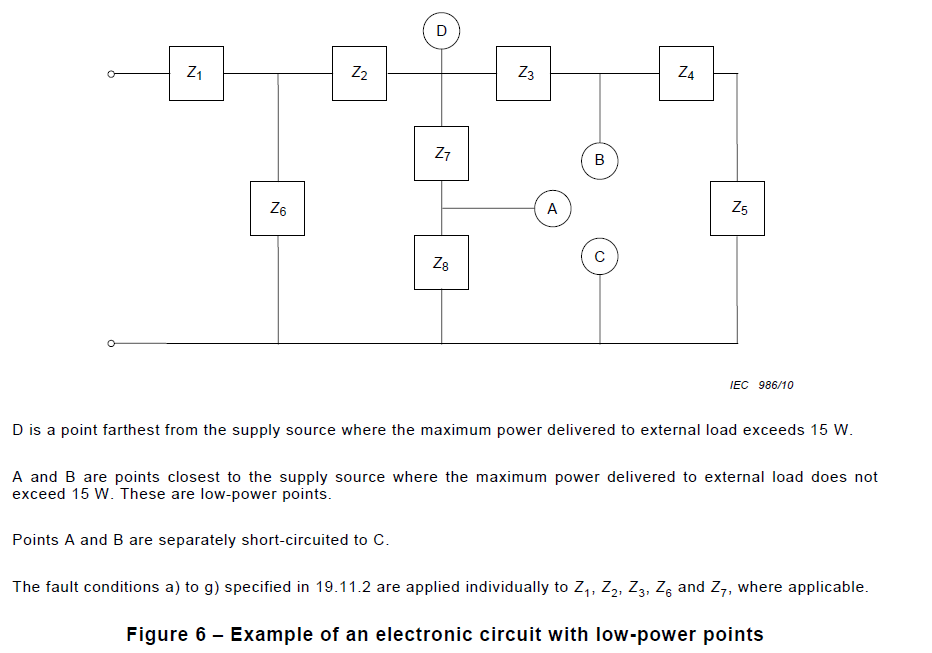 D
Z1
Z2
Z3
Z4
Z7
B
Z6
A
Z5
Z8
C
IEC 986/10
D is a point farthest from the supply source where the maximum power delivered to external load exceeds 15 W.
A and B are points closest to the supply source where the maximum power delivered to external load does not
exceed 15 W. These are low-power points.
Points A and B are separately short-circuited to C.
The fault conditions a) to g) specified in 19.11.2 are applied individually to Z1, Z2, Z3, Z6 and Z7, where applicable.
Figure 6 – Example of an electronic circuit with low-power points